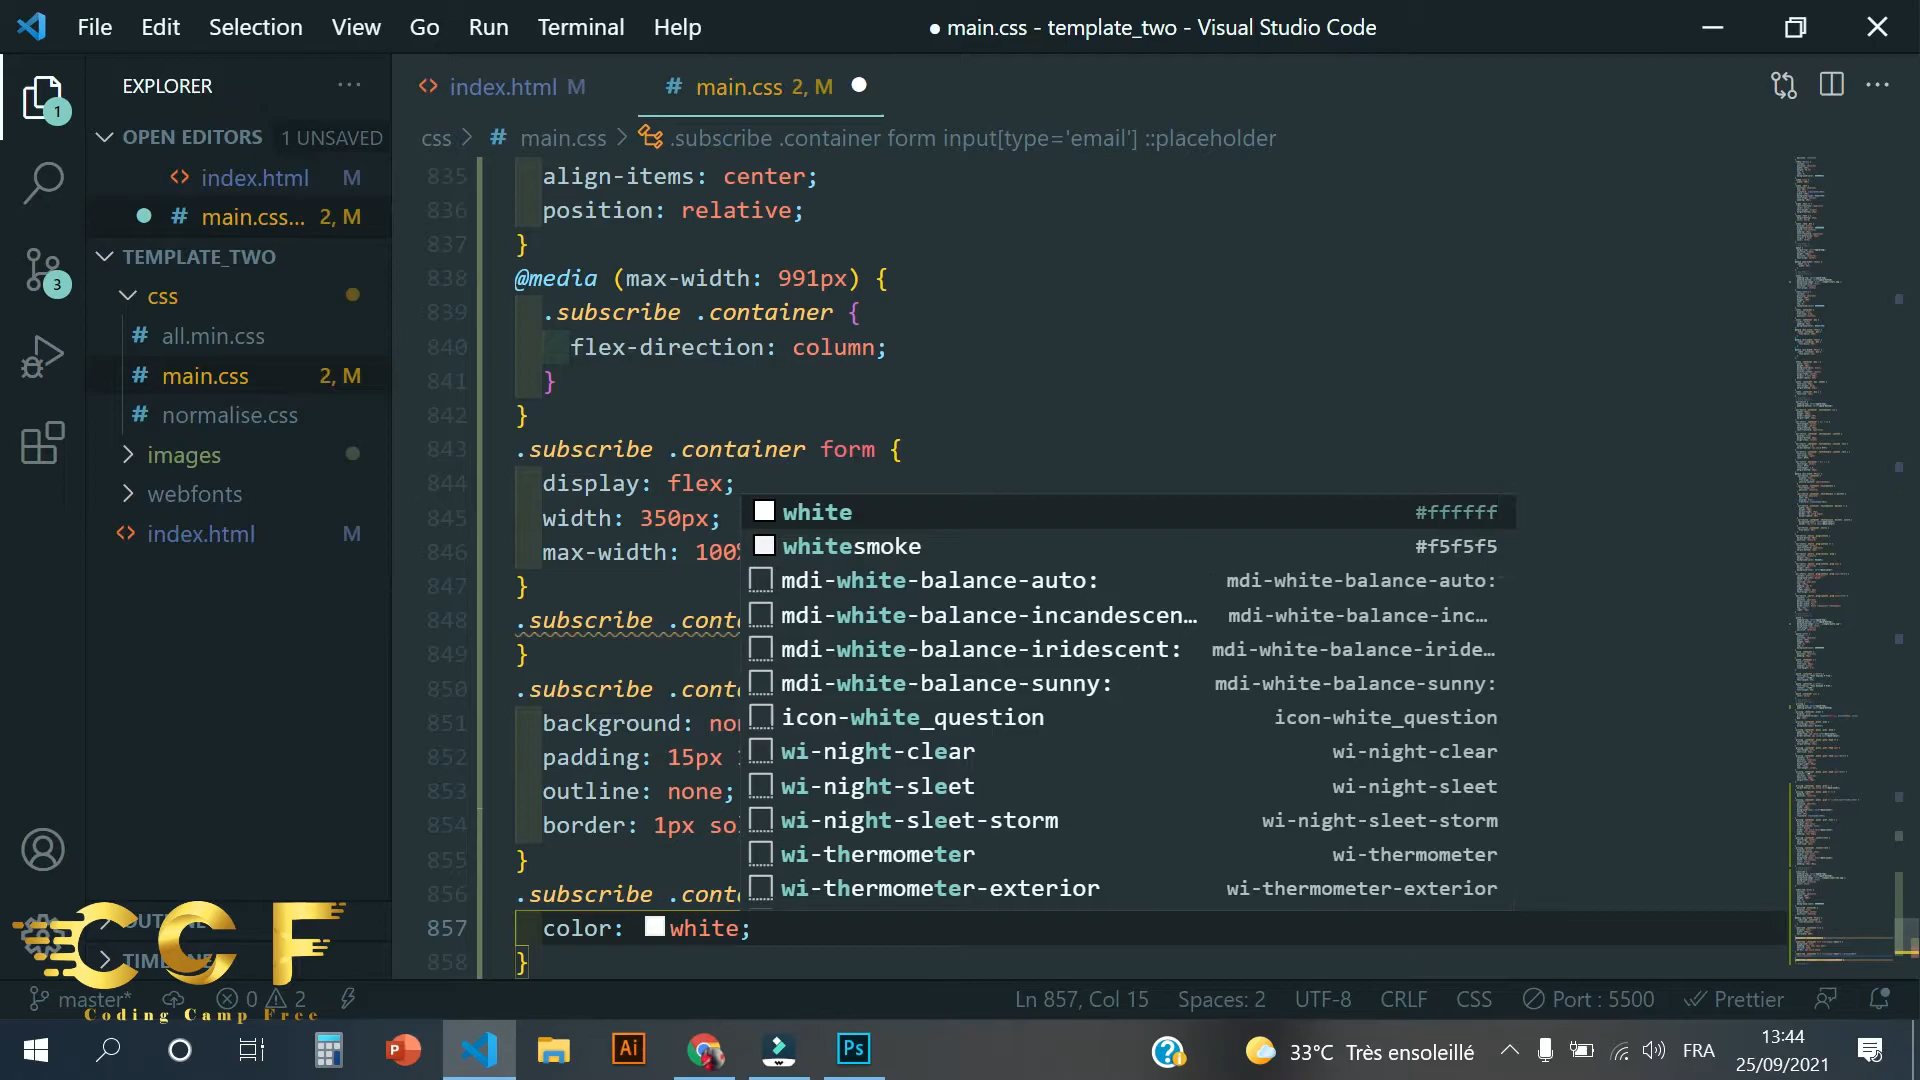 File Edit Selection View Go Run Terminal Help
● main.css - template_two - Visual Studio Code
EXPLORER
OPEN EDITORS 1 UNSAVED
<> index.html M
# main.css... 2, M
TEMPLATE_TWO
css
# all.min.css
# main.css 2, M
# normalise.css
images
webfonts
<> index.html M
TIMELINE
1
3
<> index.html M
# main.css 2, M
css > # main.css > .subscribe .container form input[type='email'] ::placeholder
835 align-items: center;
836 position: relative;
837 }
838 @media (max-width: 991px) {
839 .subscribe .container {
840 flex-direction: column;
841 }
842 }
843 .subscribe .container form {
844 display: flex;
845 width: 350px;
846 max-width: 100%
847 }
848 .subscribe .conta
849 }
850 .subscribe .conta
851 background: non
852 padding: 15px
853 outline: none;
854 border: 1px sol
855 }
856 .subscribe .conta
857 color: white;
858 }
white #ffffff
whitesmoke #f5f5f5
mdi-white-balance-auto: mdi-white-balance-auto:
mdi-white-balance-incandescen… mdi-white-balance-inc…
mdi-white-balance-iridescent: mdi-white-balance-iride…
mdi-white-balance-sunny: mdi-white-balance-sunny:
icon-white_question icon-white_question
wi-night-clear wi-night-clear
wi-night-sleet wi-night-sleet
wi-night-sleet-storm wi-night-sleet-storm
wi-thermometer wi-thermometer
wi-thermometer-exterior wi-thermometer-exterior
CCF
Coding Camp Free
master* 0 2
Ln 857, Col 15 Spaces: 2 UTF-8 CRLF CSS Port : 5500 Prettier
P Ai Ps
33°C Très ensoleillé FRA
13:44
25/09/2021